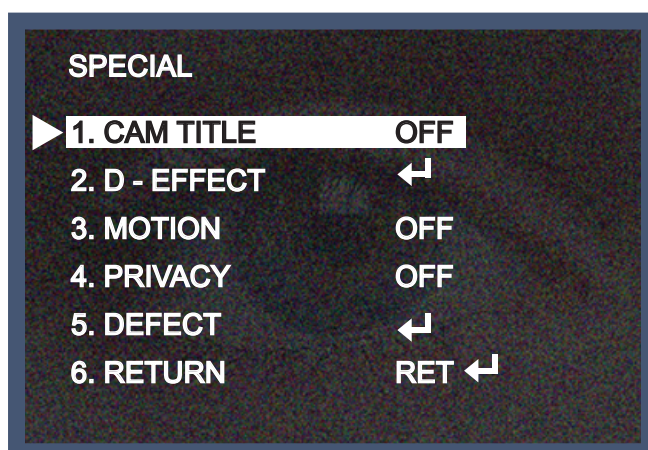 SPECIAL
1. CAM TITLE OFF
2. D - EFFECT ↵
3. MOTION OFF
4. PRIVACY OFF
5. DEFECT ↵
6. RETURN RET ↵